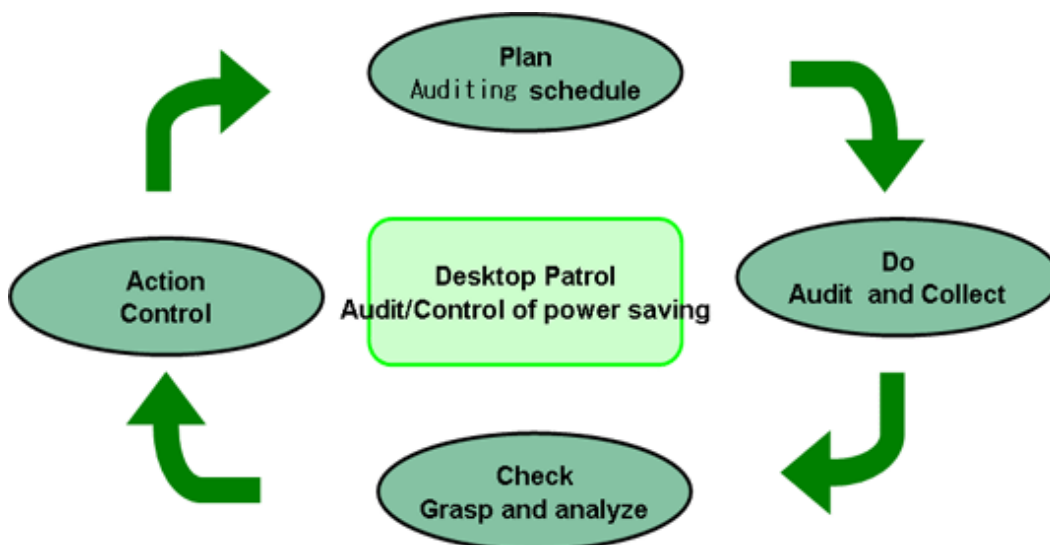 Plan
Auditing schedule
Do
Audit and Collect
Desktop Patrol
Audit/Control of power saving
Action
Control
Check
Grasp and analyze